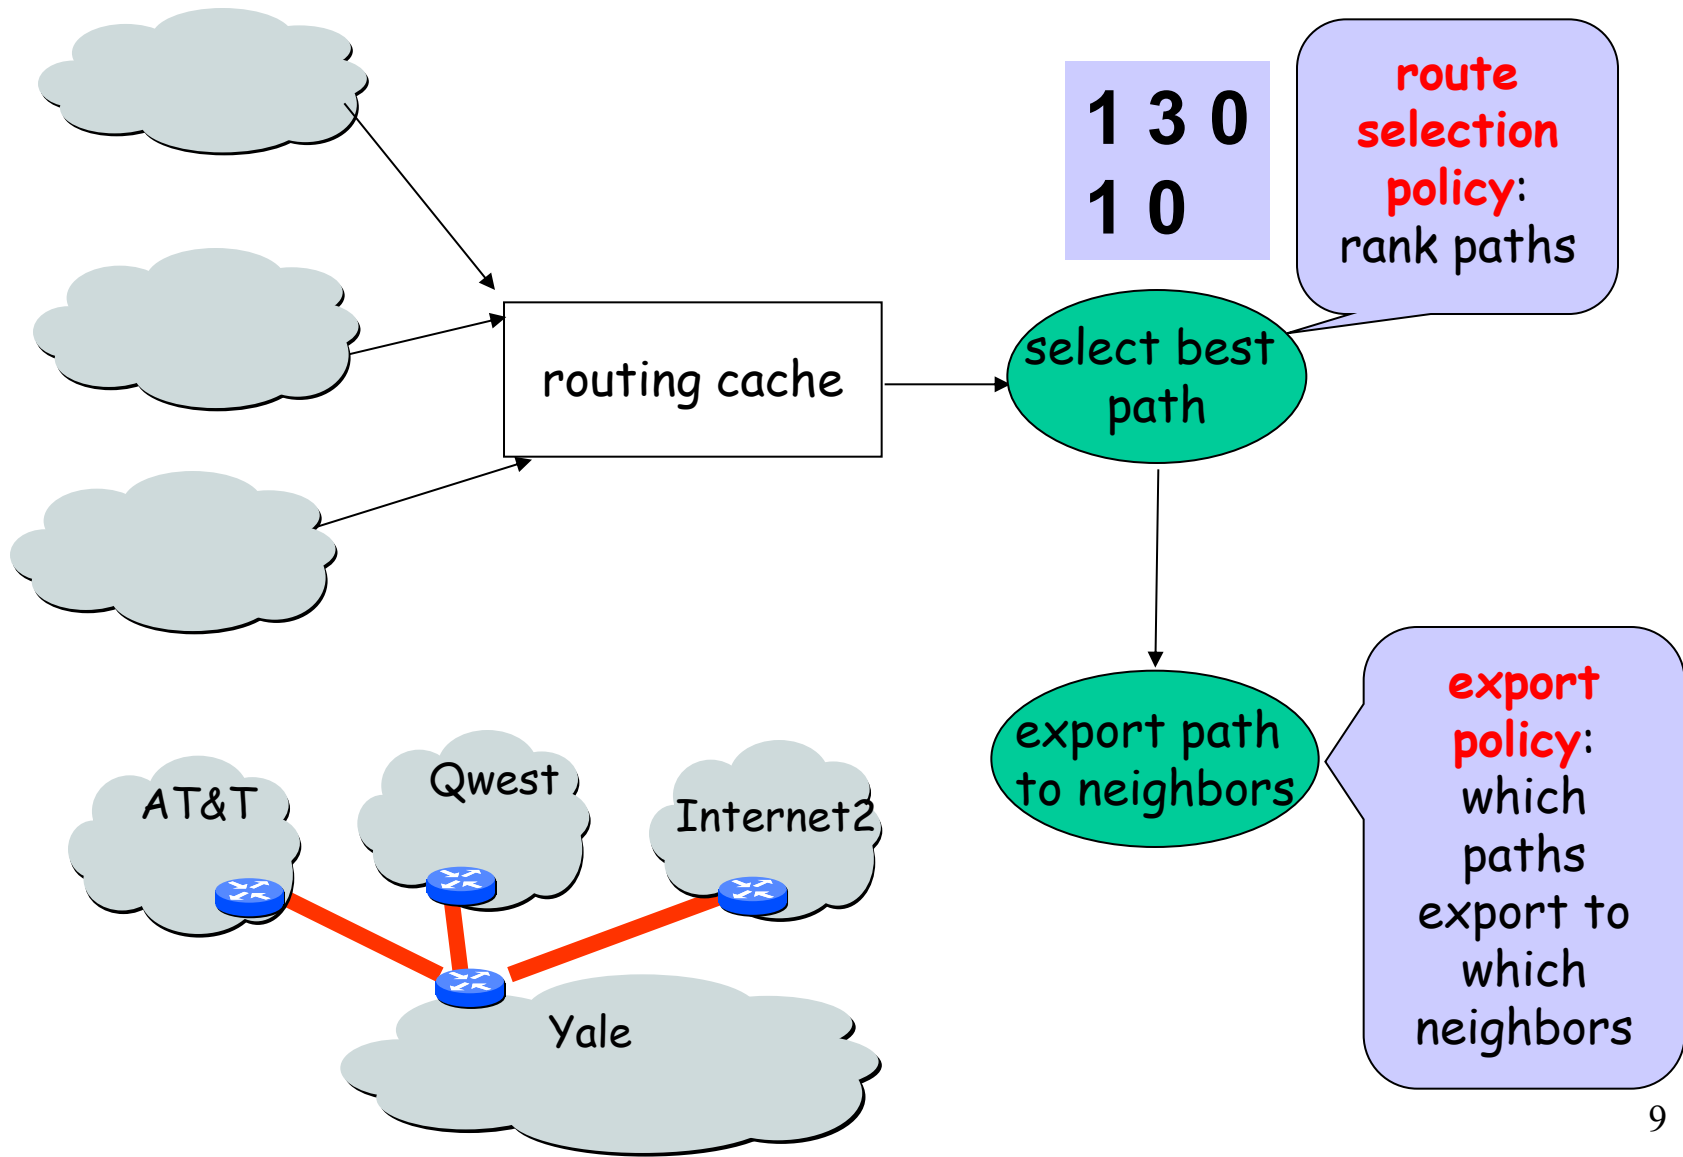 1 3 0
1 0
route
selection
policy:
rank paths
routing cache
select best
path
export path
to neighbors
export
policy:
which
paths
export to
which
neighbors
AT&T
Qwest
Internet2
Yale
9